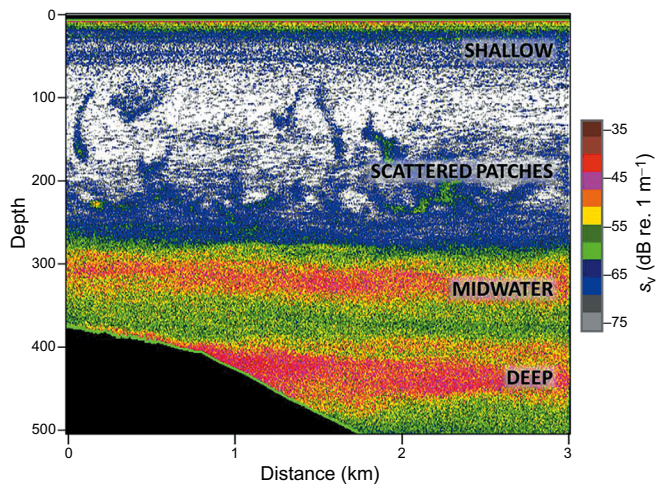 0
100
200
300
400
500
Depth
0
1
2
3
Distance (km)
SHALLOW
SCATTERED PATCHES
MIDWATER
DEEP
–35
–45
–55
–65
–75
sv (dB re. 1 m⁻¹)